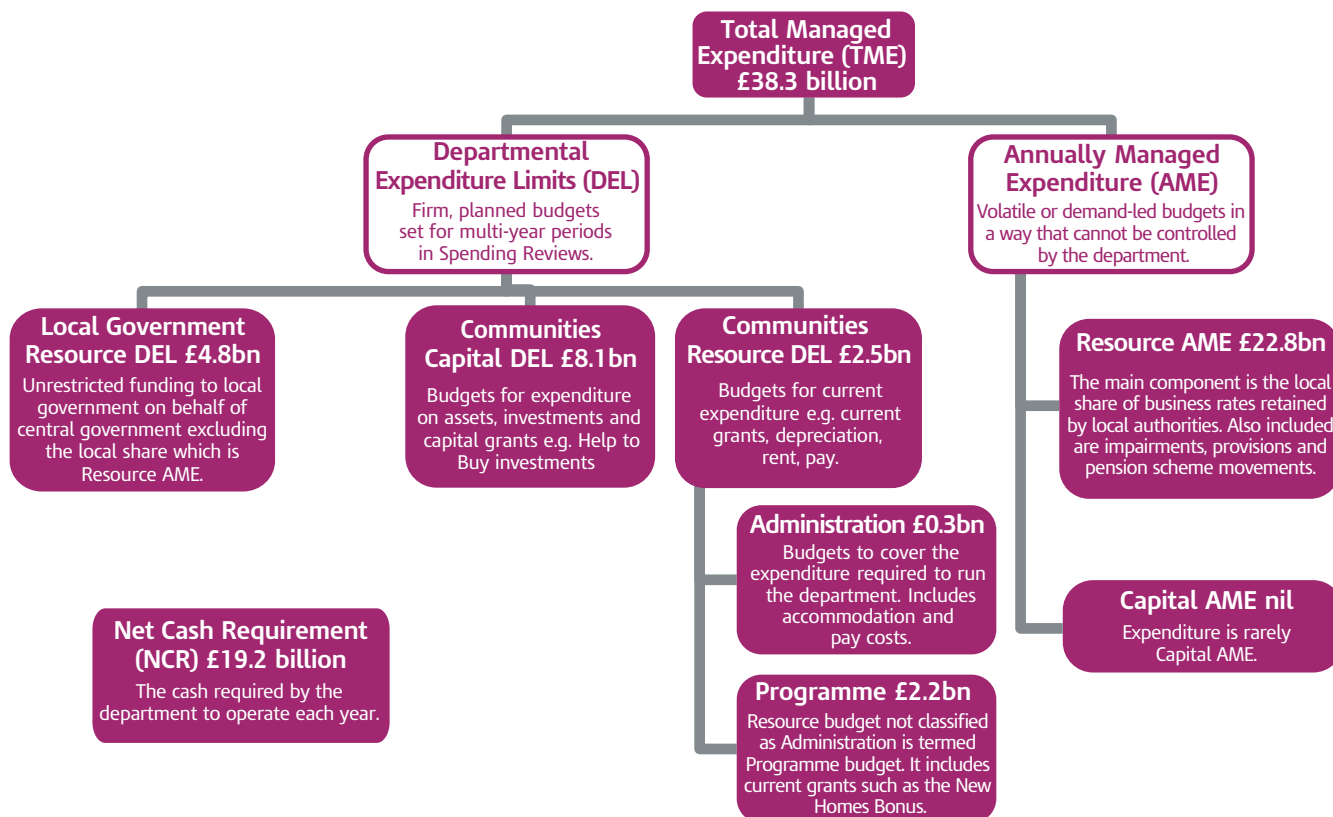 Total Managed
Expenditure (TME)
£38.3 billion
Departmental
Expenditure Limits (DEL)
Firm, planned budgets
set for multi-year periods
in Spending Reviews.
Annually Managed
Expenditure (AME)
Volatile or demand-led budgets in
a way that cannot be controlled
by the department.
Local Government
Resource DEL £4.8bn
Unrestricted funding to local
government on behalf of
central government excluding
the local share which is
Resource AME.
Communities
Capital DEL £8.1bn
Budgets for expenditure
on assets, investments and
capital grants e.g. Help to
Buy investments
Communities
Resource DEL £2.5bn
Budgets for current
expenditure e.g. current
grants, depreciation,
rent, pay.
Resource AME £22.8bn
The main component is the local
share of business rates retained
by local authorities. Also included
are impairments, provisions and
pension scheme movements.
Administration £0.3bn
Budgets to cover the
expenditure required to run
the department. Includes
accommodation and
pay costs.
Capital AME nil
Expenditure is rarely
Capital AME.
Net Cash Requirement
(NCR) £19.2 billion
The cash required by the
department to operate each year.
Programme £2.2bn
Resource budget not classified
as Administration is termed
Programme budget. It includes
current grants such as the New
Homes Bonus.